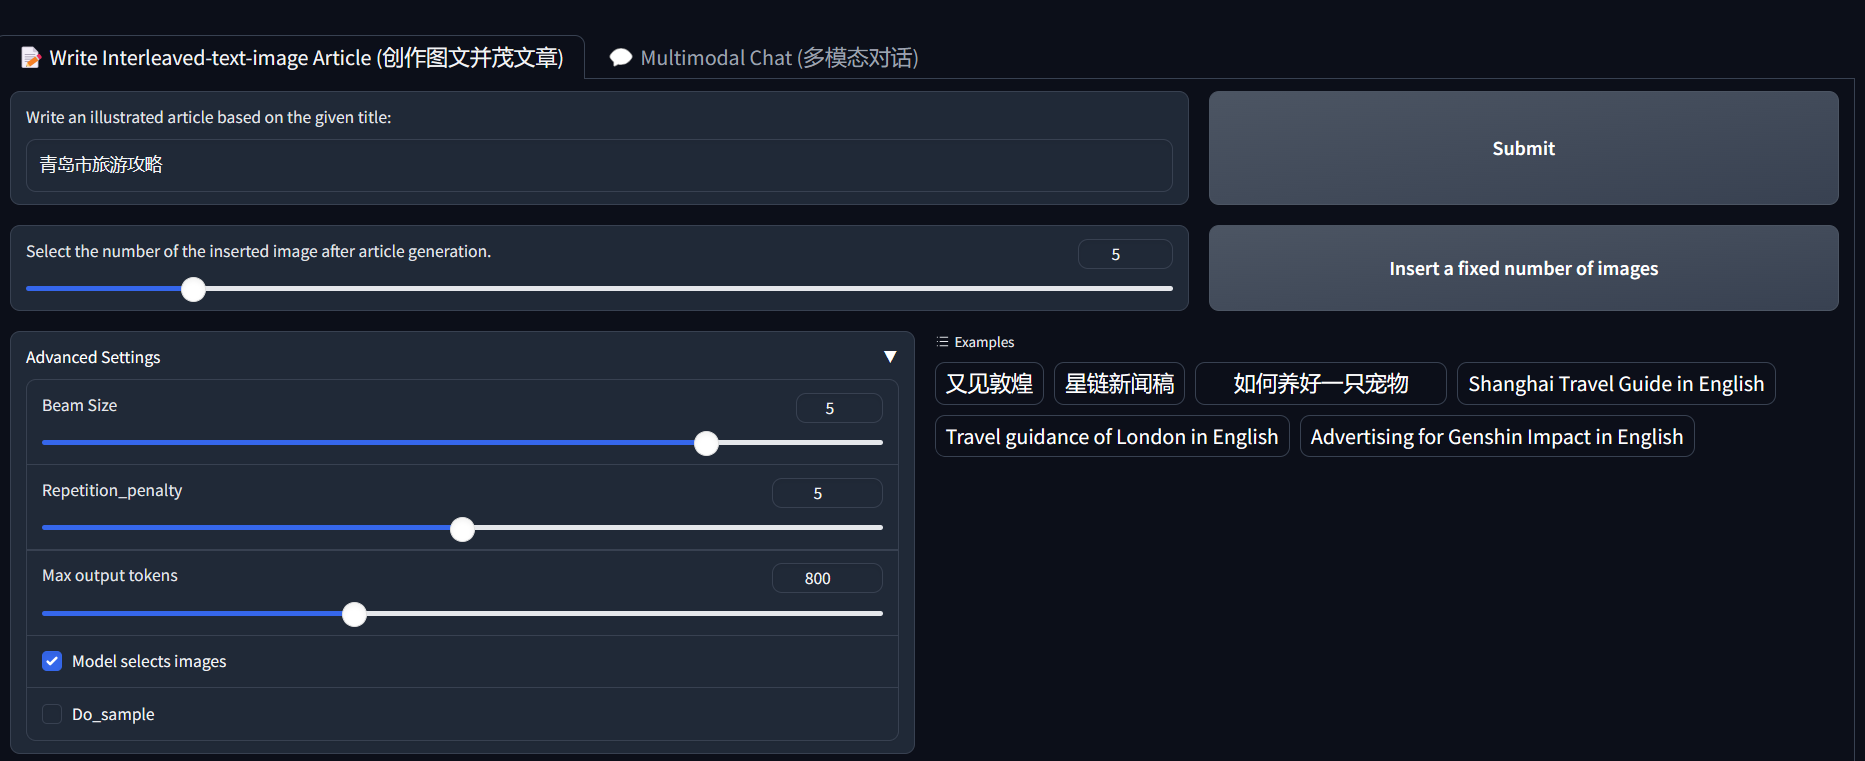 📝 Write Interleaved-text-image Article (创作图文并茂文章)
💬 Multimodal Chat (多模态对话)
Write an illustrated article based on the given title:
青岛市旅游攻略
Submit
Select the number of the inserted image after article generation.
5
Insert a fixed number of images
Advanced Settings
▼
Beam Size
5
Repetition_penalty
5
Max output tokens
800
Model selects images
Do_sample
Examples
又见敦煌
星链新闻稿
如何养好一只宠物
Shanghai Travel Guide in English
Travel guidance of London in English
Advertising for Genshin Impact in English